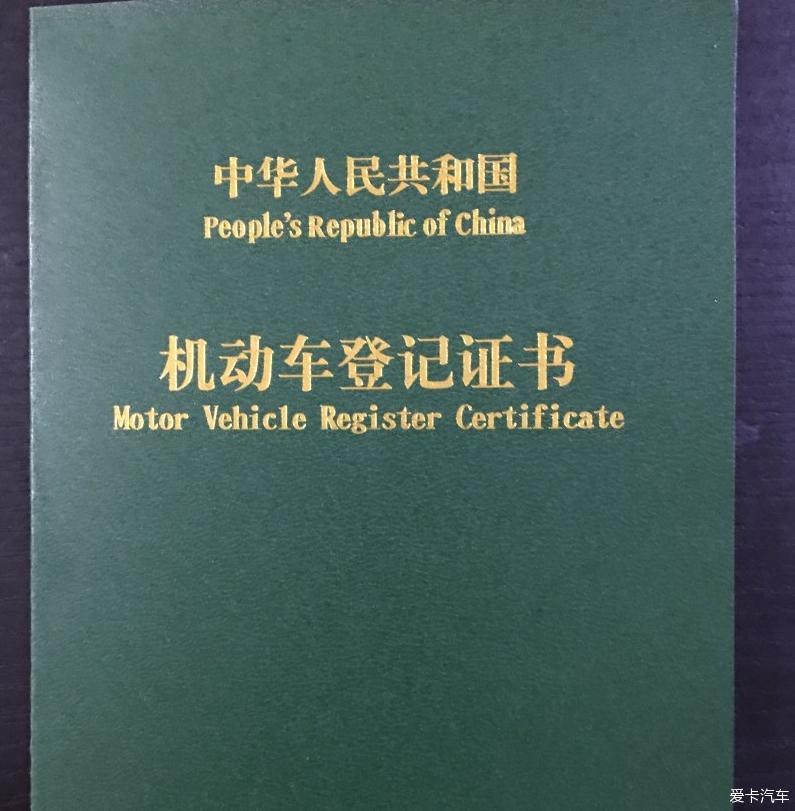 中华人民共和国
People's Republic of China
机动车登记证书
Motor Vehicle Register Certificate
爱卡汽车